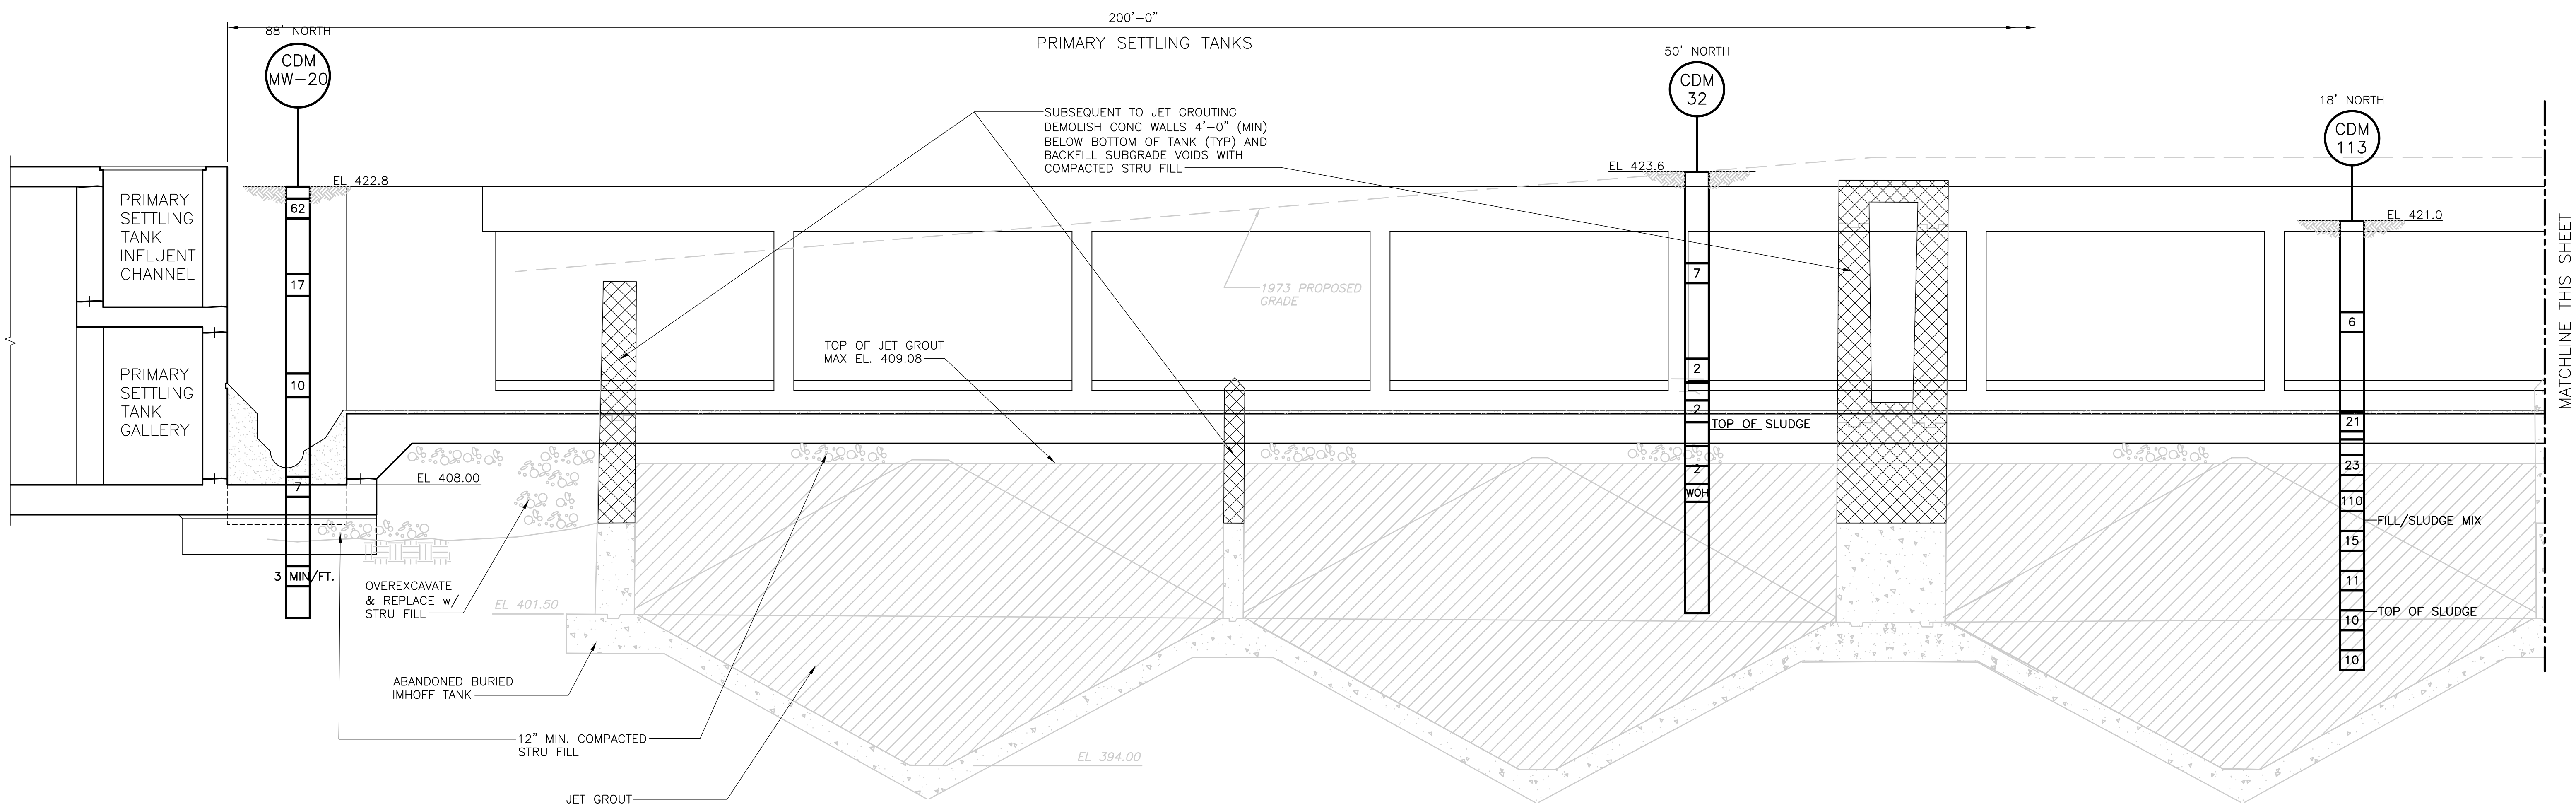 200'-0"
PRIMARY SETTLING TANKS
88' NORTH
CDM
MW-20
50' NORTH
CDM
32
18' NORTH
CDM
113
SUBSEQUENT TO JET GROUTING
DEMOLISH CONC WALLS 4'-0" (MIN)
BELOW BOTTOM OF TANK (TYP) AND
BACKFILL SUBGRADE VOIDS WITH
COMPACTED STRU FILL
EL 422.8
EL 423.6
EL 421.0
PRIMARY
SETTLING
TANK
INFLUENT
CHANNEL
PRIMARY
SETTLING
TANK
GALLERY
62
17
10
7
3 MIN/FT.
1973 PROPOSED
GRADE
TOP OF JET GROUT
MAX EL. 409.08
7
2
2
TOP OF SLUDGE
2
WOH
6
21
23
110
FILL/SLUDGE MIX
15
11
TOP OF SLUDGE
10
10
EL 408.00
OVEREXCAVATE
& REPLACE w/
STRU FILL
EL 401.50
ABANDONED BURIED
IMHOFF TANK
12" MIN. COMPACTED
STRU FILL
EL 394.00
JET GROUT
MATCHLINE THIS SHEET